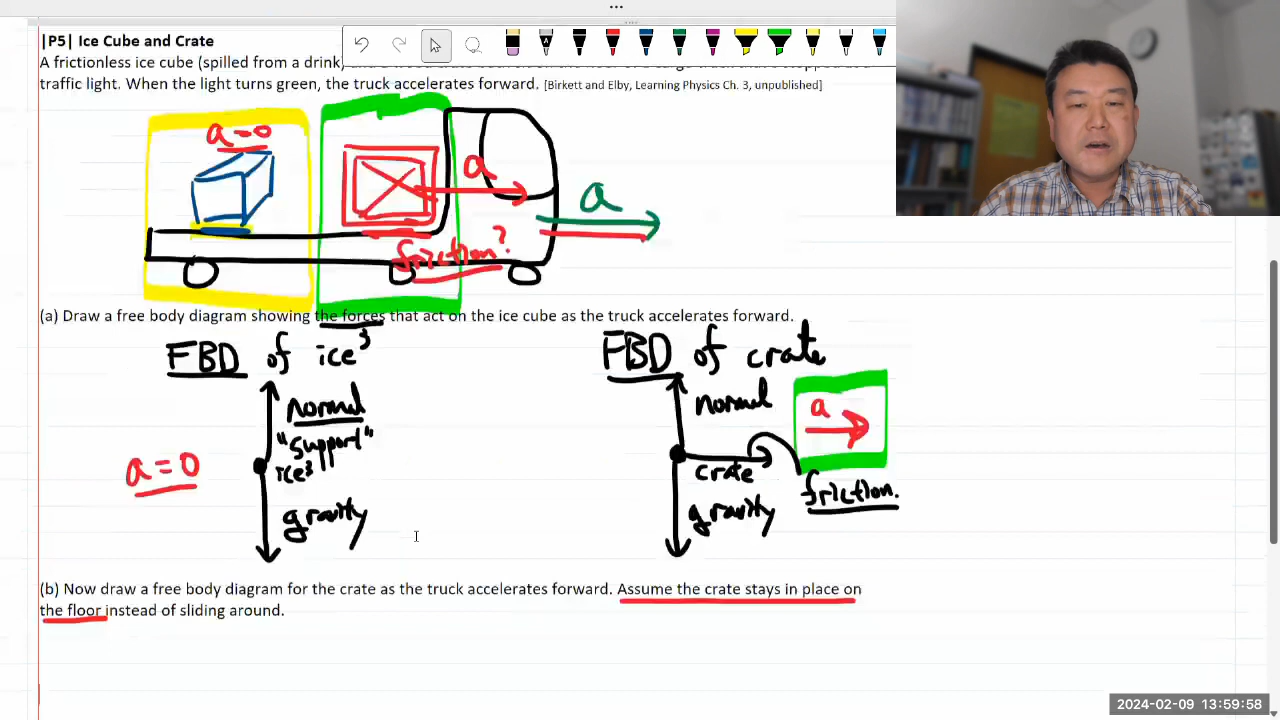 |P5| Ice Cube and Crate
A frictionless ice cube (spilled from a drink)
traffic light. When the light turns green, the truck accelerates forward. [Birkett and Elby, Learning Physics Ch. 3, unpublished]
a=0
a
a
friction?
(a) Draw a free body diagram showing the forces that act on the ice cube as the truck accelerates forward.
FBD of ice³
FBD of crate
normal
"support"
ice³
gravity
a=0
normal
a
crate
friction.
gravity
(b) Now draw a free body diagram for the crate as the truck accelerates forward. Assume the crate stays in place on
the floor instead of sliding around.
2024-02-09 13:59:58